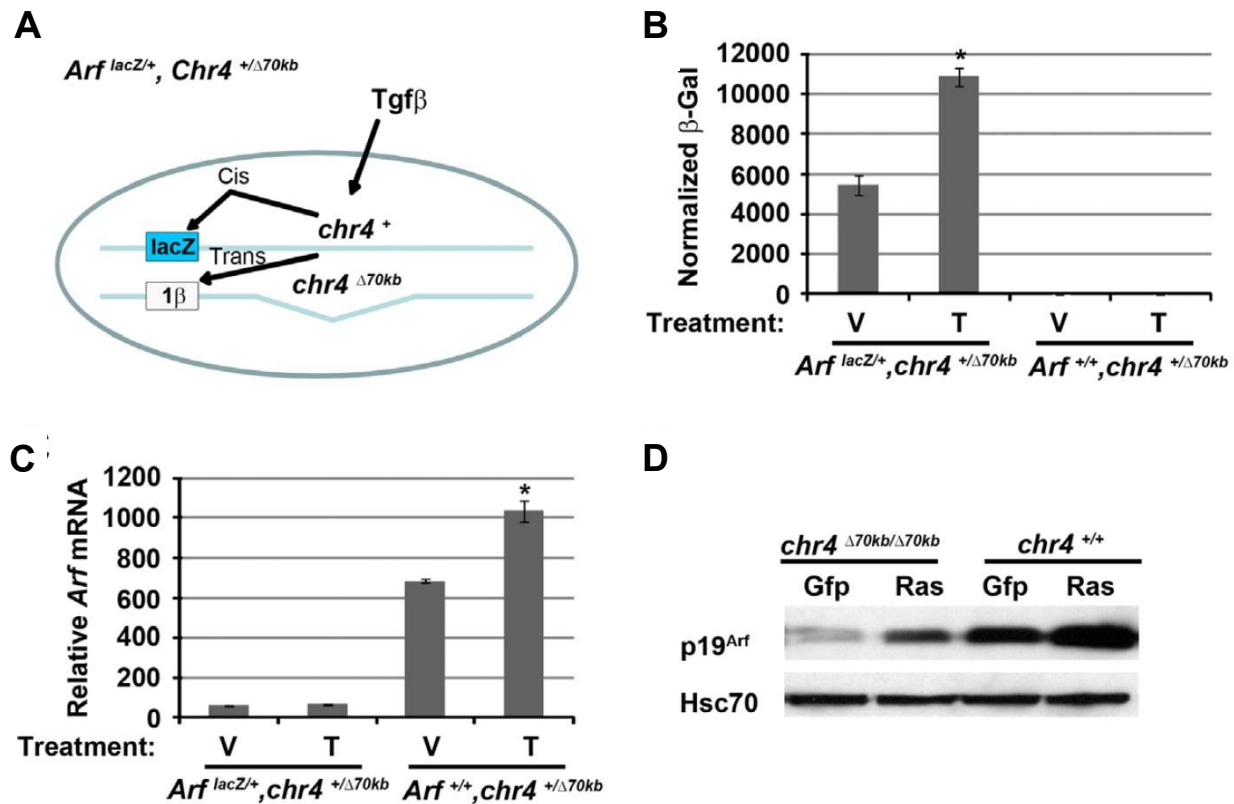 A
Arf lacZ/+, Chr4 +/Δ70kb
Tgfβ
Cis
chr4 +
lacZ
Trans
chr4 Δ70kb
1β
B
Normalized β-Gal
12000
10000
8000
6000
4000
2000
0
*
Treatment: V T V T
Arf lacZ/+,chr4 +/Δ70kb Arf +/+,chr4 +/Δ70kb
C
Relative Arf mRNA
1200
1000
800
600
400
200
0
*
Treatment: V T V T
Arf lacZ/+,chr4 +/Δ70kb Arf +/+,chr4 +/Δ70kb
D
chr4 Δ70kb/Δ70kb chr4 +/+
Gfp Ras Gfp Ras
p19Arf
Hsc70